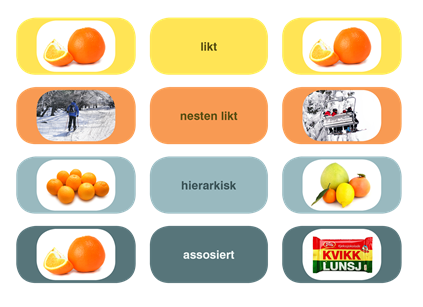 likt
nesten likt
hierarkisk
assosiert
KVIKK
LUNSJ